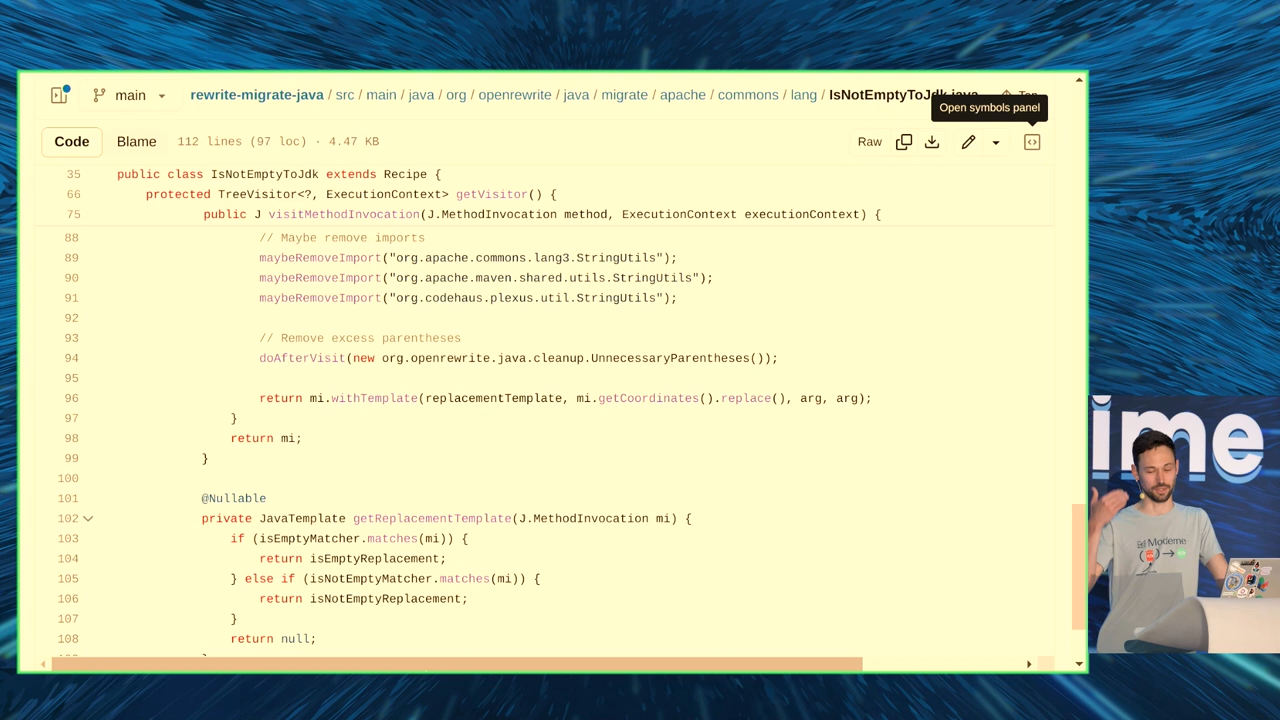 main
rewrite-migrate-java / src / main / java / org / openrewrite / java / migrate / apache / commons / lang / IsNotEmptyToJdk.java
Top
Open symbols panel
Code Blame 112 lines (97 loc) · 4.47 KB
Raw
35 public class IsNotEmptyToJdk extends Recipe {
66 protected TreeVisitor<?, ExecutionContext> getVisitor() {
75 public J visitMethodInvocation(J.MethodInvocation method, ExecutionContext executionContext) {
88 // Maybe remove imports
89 maybeRemoveImport("org.apache.commons.lang3.StringUtils");
90 maybeRemoveImport("org.apache.maven.shared.utils.StringUtils");
91 maybeRemoveImport("org.codehaus.plexus.util.StringUtils");
92
93 // Remove excess parentheses
94 doAfterVisit(new org.openrewrite.java.cleanup.UnnecessaryParentheses());
95
96 return mi.withTemplate(replacementTemplate, mi.getCoordinates().replace(), arg, arg);
97 }
98 return mi;
99 }
100
101 @Nullable
102 private JavaTemplate getReplacementTemplate(J.MethodInvocation mi) {
103 if (isEmptyMatcher.matches(mi)) {
104 return isEmptyReplacement;
105 } else if (isNotEmptyMatcher.matches(mi)) {
106 return isNotEmptyReplacement;
107 }
108 return null;
ime
Moderne